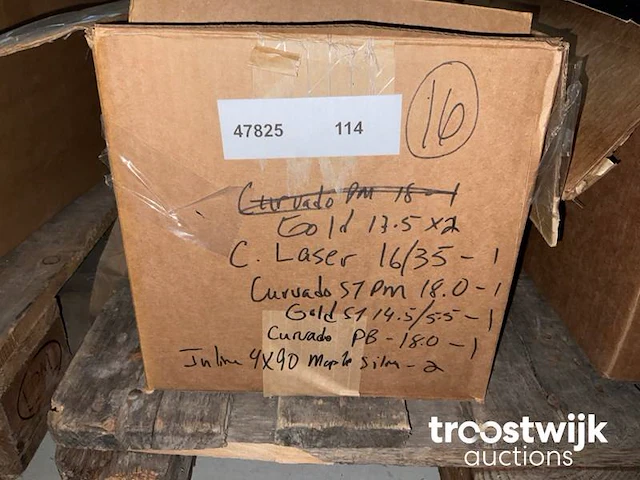 47825 114
16
Curvado PM 18-1
Gold 13.5 x2
C. Laser 16/35 - 1
Curvado ST PM 18.0 - 1
Gold ST 14.5/5.5 - 1
Curvado PB - 18.0 - 1
Inline 4x90 Maple Silm - 2
troostwijk
auctions